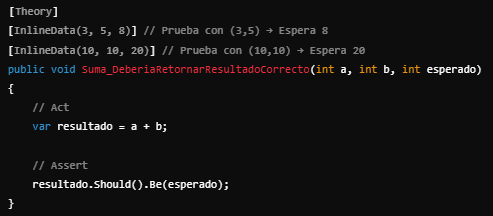 [Theory]
[InlineData(3, 5, 8)] // Prueba con (3,5) → Espera 8
[InlineData(10, 10, 20)] // Prueba con (10,10) → Espera 20
public void Suma_DeberiaRetornarResultadoCorrecto(int a, int b, int esperado)
{
    // Act
    var resultado = a + b;

    // Assert
    resultado.Should().Be(esperado);
}